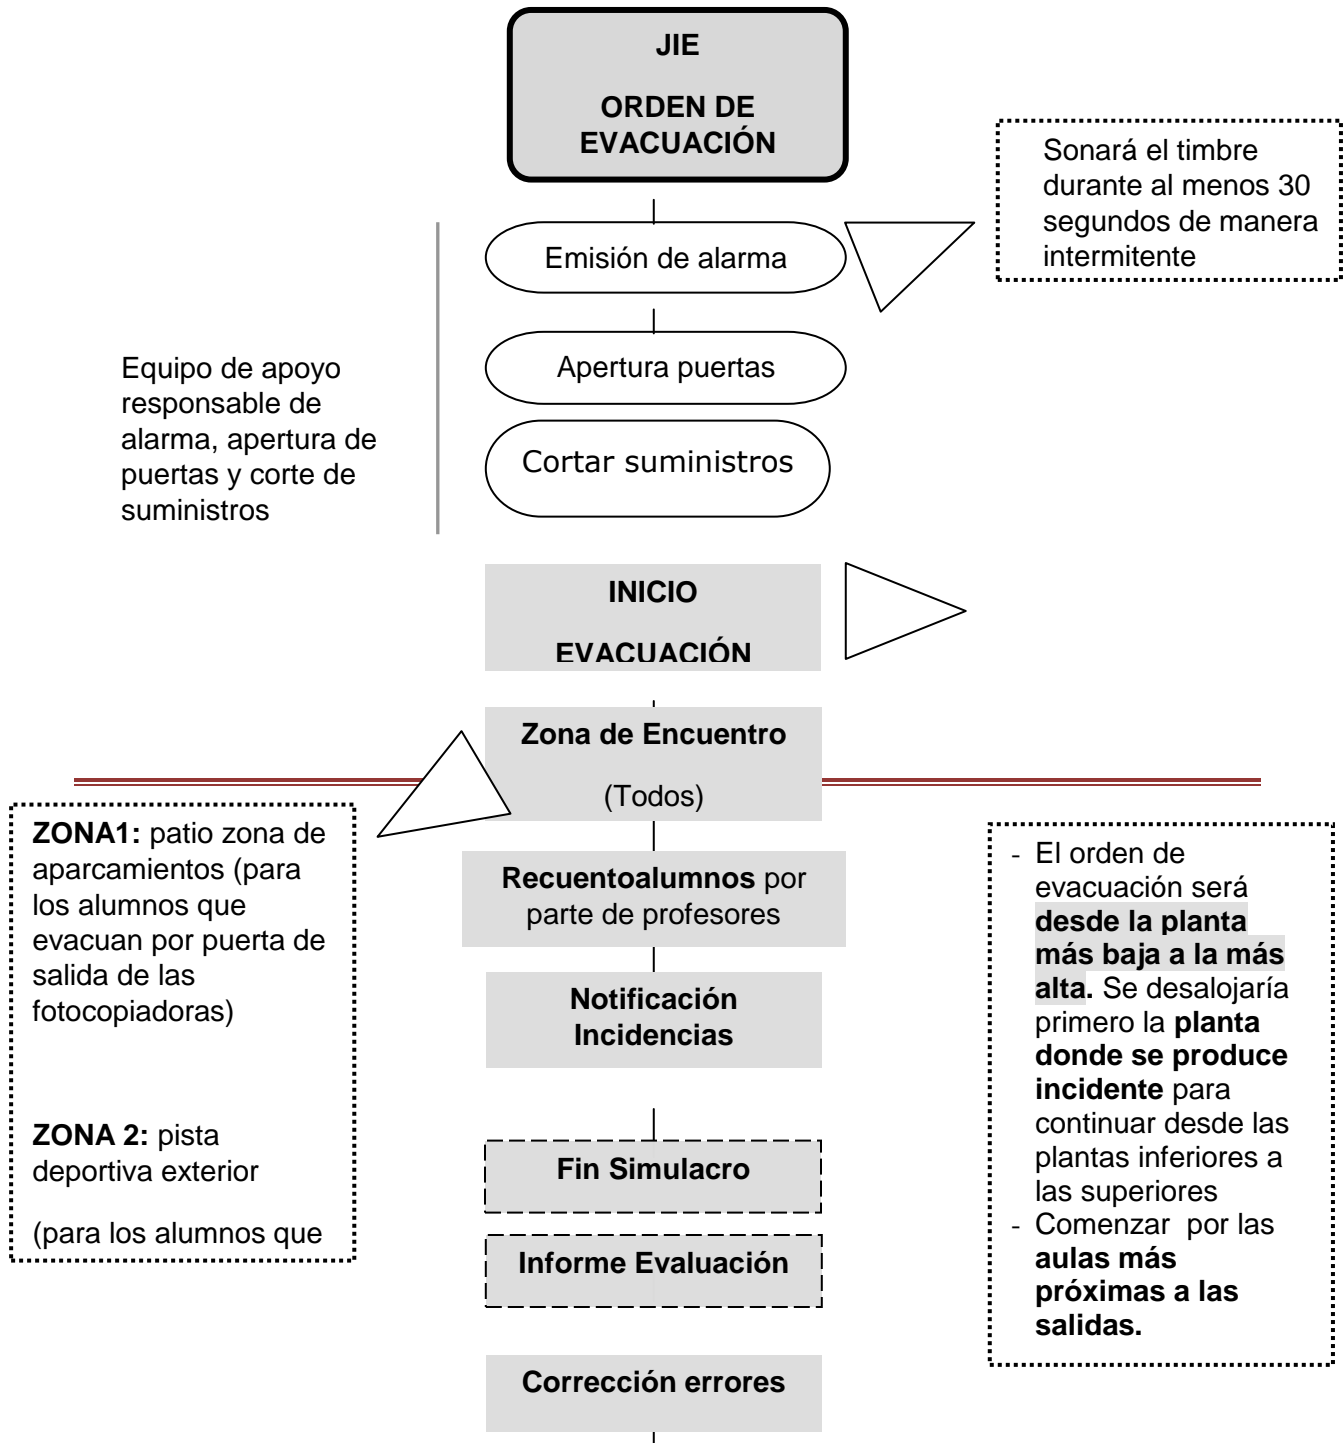 JIE
ORDEN DE
EVACUACIÓN
Sonará el timbre
durante al menos 30
segundos de manera
intermitente
Emisión de alarma
Apertura puertas
Cortar suministros
Equipo de apoyo
responsable de
alarma, apertura de
puertas y corte de
suministros
INICIO
EVACUACIÓN
Zona de Encuentro
(Todos)
ZONA1: patio zona de
aparcamientos (para
los alumnos que
evacuan por puerta de
salida de las
fotocopiadoras)
ZONA 2: pista
deportiva exterior
(para los alumnos que
Recuentoalumnos por
parte de profesores
Notificación
Incidencias
Fin Simulacro
Informe Evaluación
Corrección errores
- El orden de
evacuación será
desde la planta
más baja a la más
alta. Se desalojaría
primero la planta
donde se produce
incidente para
continuar desde las
plantas inferiores a
las superiores
- Comenzar por las
aulas más
próximas a las
salidas.